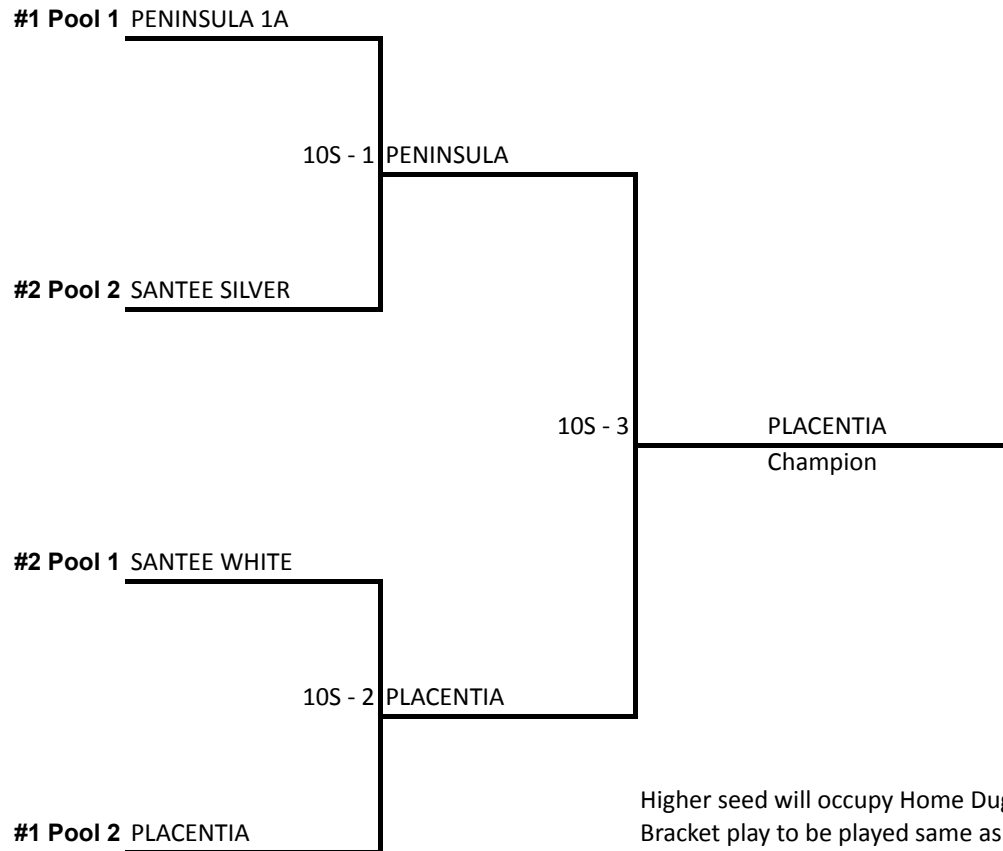 #1 Pool 1 PENINSULA 1A
10S - 1 PENINSULA
#2 Pool 2 SANTEE SILVER
10S - 3 PLACENTIA
Champion
#2 Pool 1 SANTEE WHITE
10S - 2 PLACENTIA
Higher seed will occupy Home
#1 Pool 2 PLACENTIA
Bracket play to be played same as